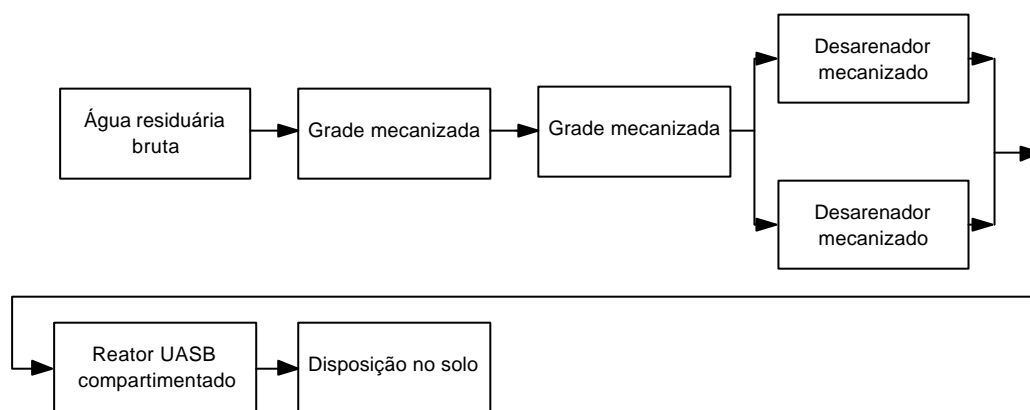 Água residuária
bruta
Grade mecanizada
Grade mecanizada
Desarenador
mecanizado
Desarenador
mecanizado
Reator UASB
compartimentado
Disposição no solo